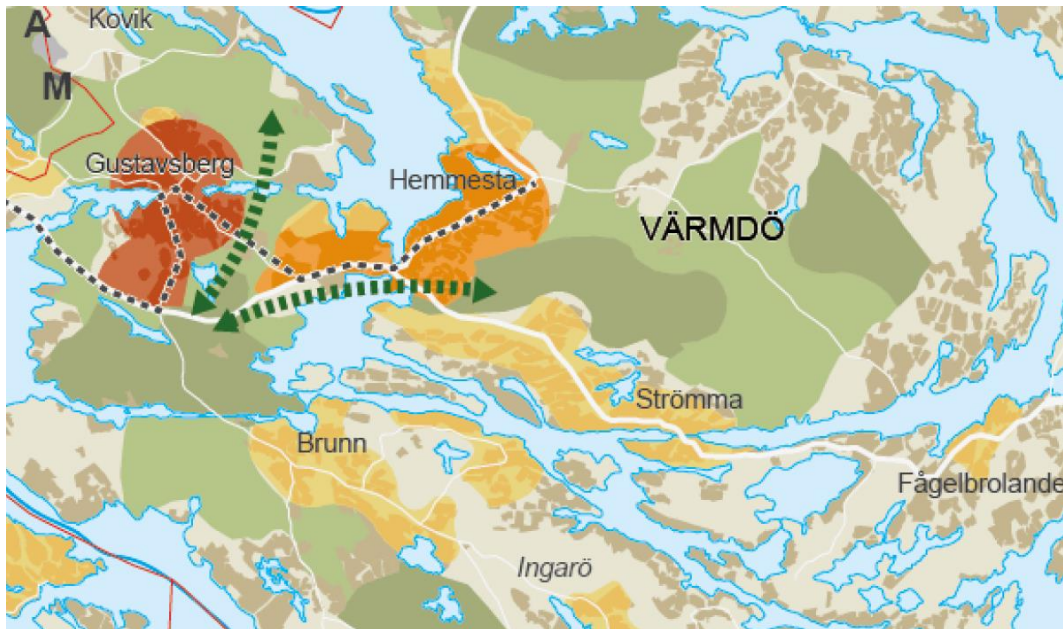 A
Kovik
M
Gustavsberg
Hemmesta
VÄRMDÖ
Strömma
Brunn
Fågelbrolande
Ingarö